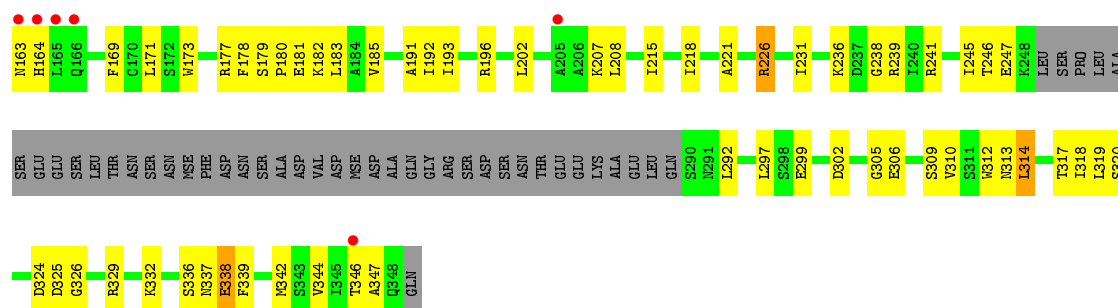 N163 H164 L165 Q166 F169 C170 L171 S172 W173 R177 F178 S179 P180 E181 K182 L183 A184 V185 A191 I192 I193 R196 L202 A205 A206 K207 L208 I215 I218 A221 R226 I231 K236 D237 G238 R239 I240 R241 I245 T246 E247 K248 LEU SER PRO LEU ALA
SER GLU GLU SER LEU THR ASN SER ASN MSE PHE ASP ASN SER ALA ASP VAL ASP MSE ASP ALA GLN GLY ARG SER ASP SER ASN THR GLU GLU LYS ALA GLU LEU GLN S290 N291 L292 L297 S298 E299 D302 G305 E306 S309 V310 S311 W312 N313 L314 T317 I318 L319 S320
D324 D325 G326 R329 K332 S336 N337 E338 F339 M342 S343 V344 I345 T346 A347 Q348 GLN